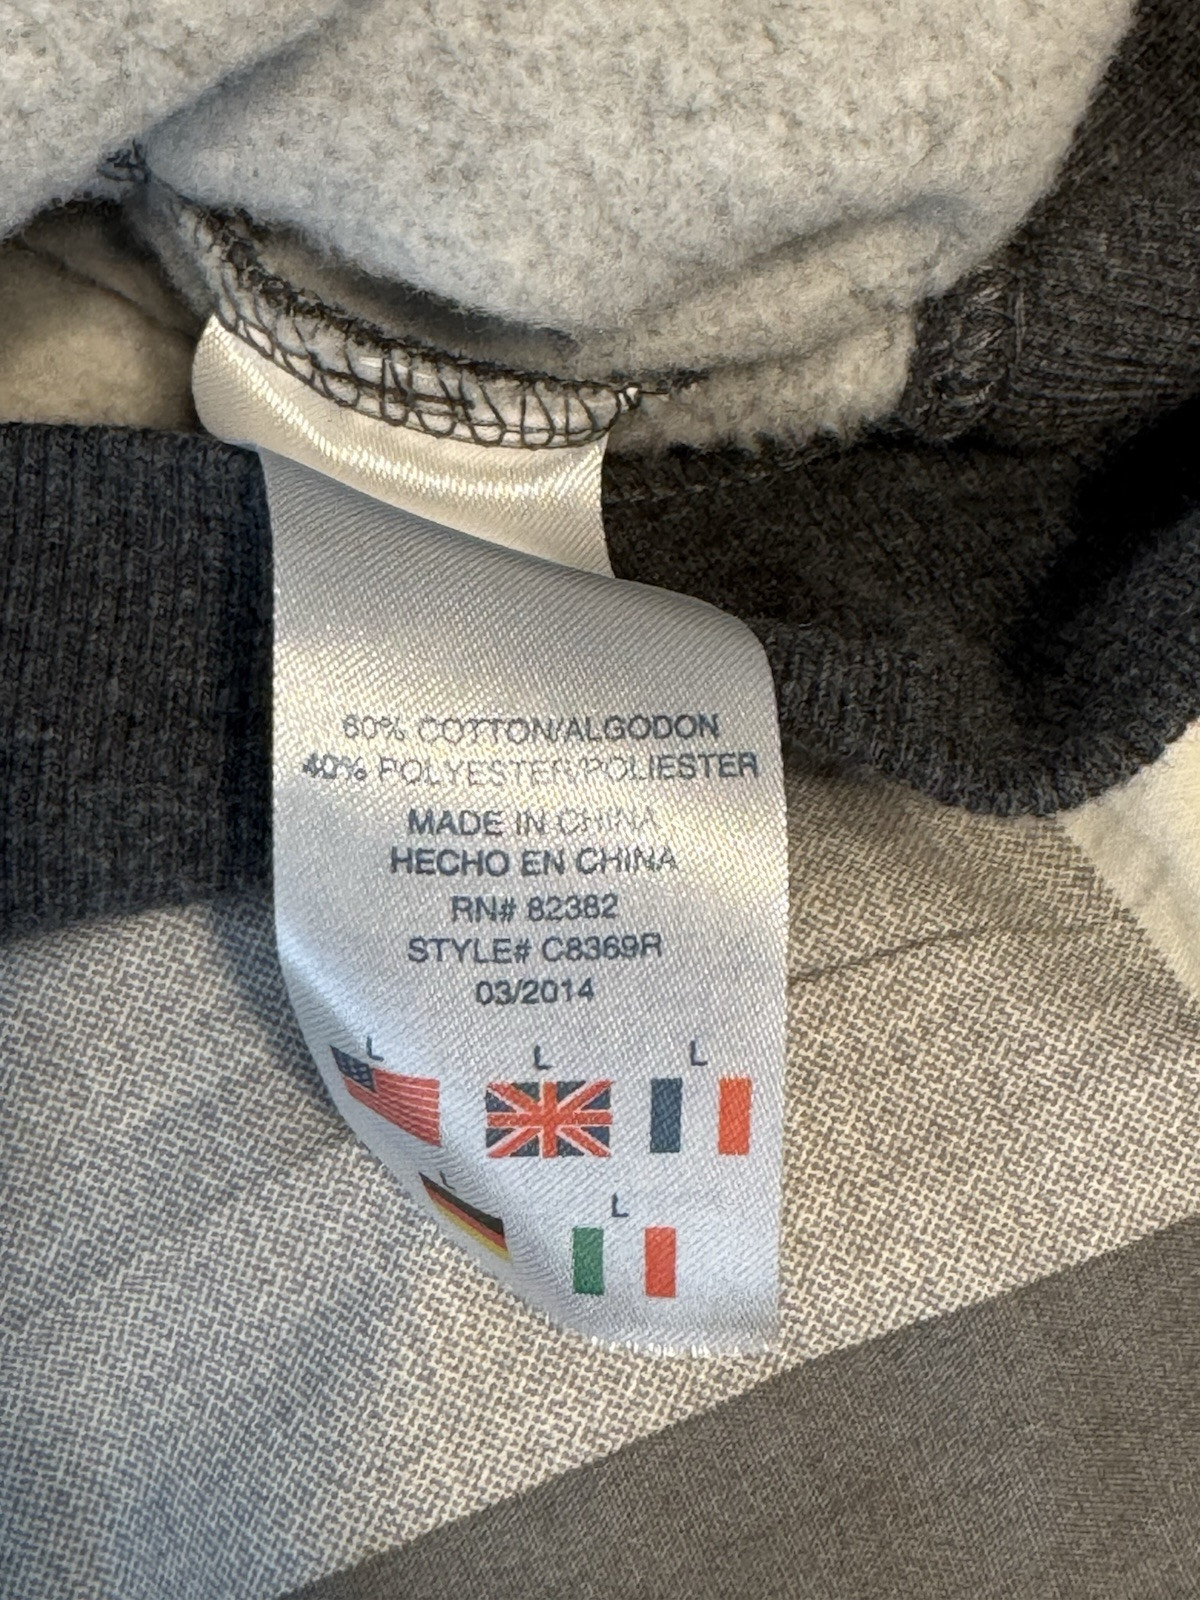 60% COTTON/ALGODON
40% POLYESTER/POLIESTER
MADE IN CHINA
HECHO EN CHINA
RN# 82382
STYLE# C8369R
03/2014
L L L
L L